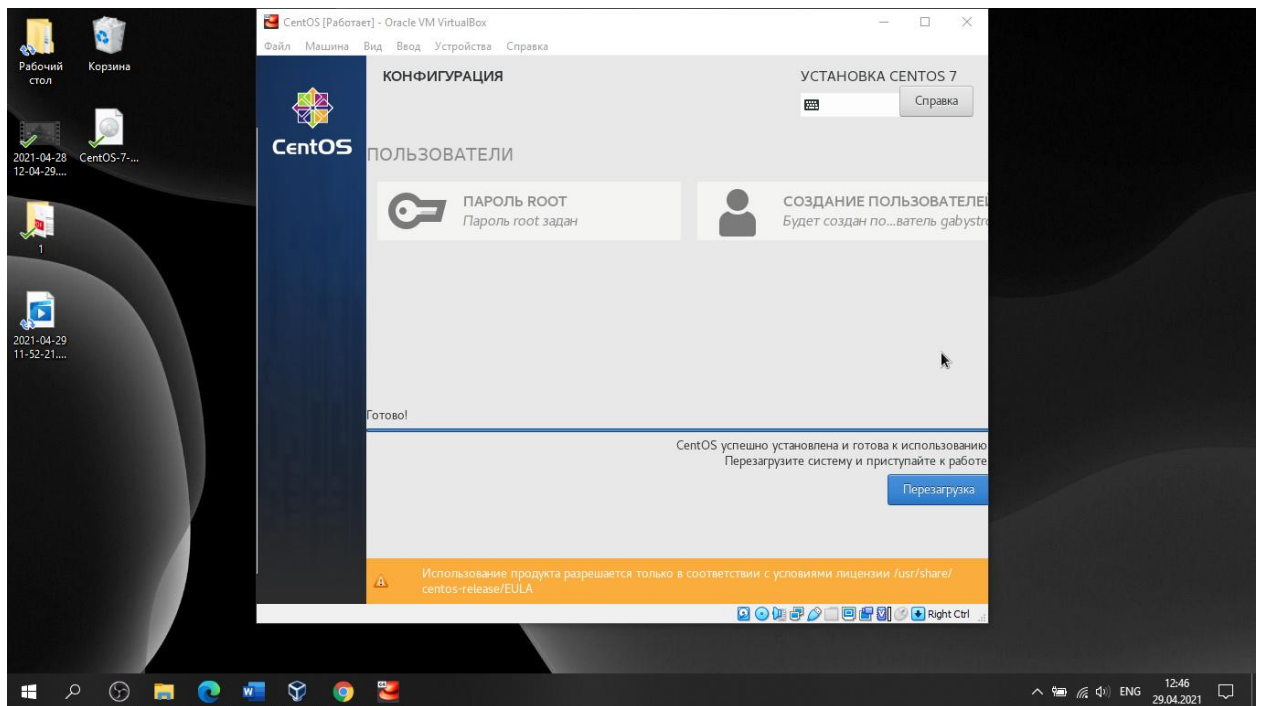 CentOS [Работает] - Oracle VM VirtualBox
Файл Машина Вид Ввод Устройства Справка
КОНФИГУРАЦИЯ
УСТАНОВКА CENTOS 7
Справка
CentOS
ПОЛЬЗОВАТЕЛИ
ПАРОЛЬ ROOT
Пароль root задан
СОЗДАНИЕ ПОЛЬЗОВАТЕЛЕЙ
Будет создан по...ватель gabystro
Готово!
CentOS успешно установлена и готова к использованию
Перезагрузите систему и приступайте к работе
Перезагрузка
Использование продукта разрешается только в соответствии с условиями лицензии /usr/share/
centos-release/EULA
Right Ctrl
Рабочий
стол
Корзина
2021-04-28
12-04-29....
CentOS-7-...
1
2021-04-29
11-52-21....
ENG
12:46
29.04.2021